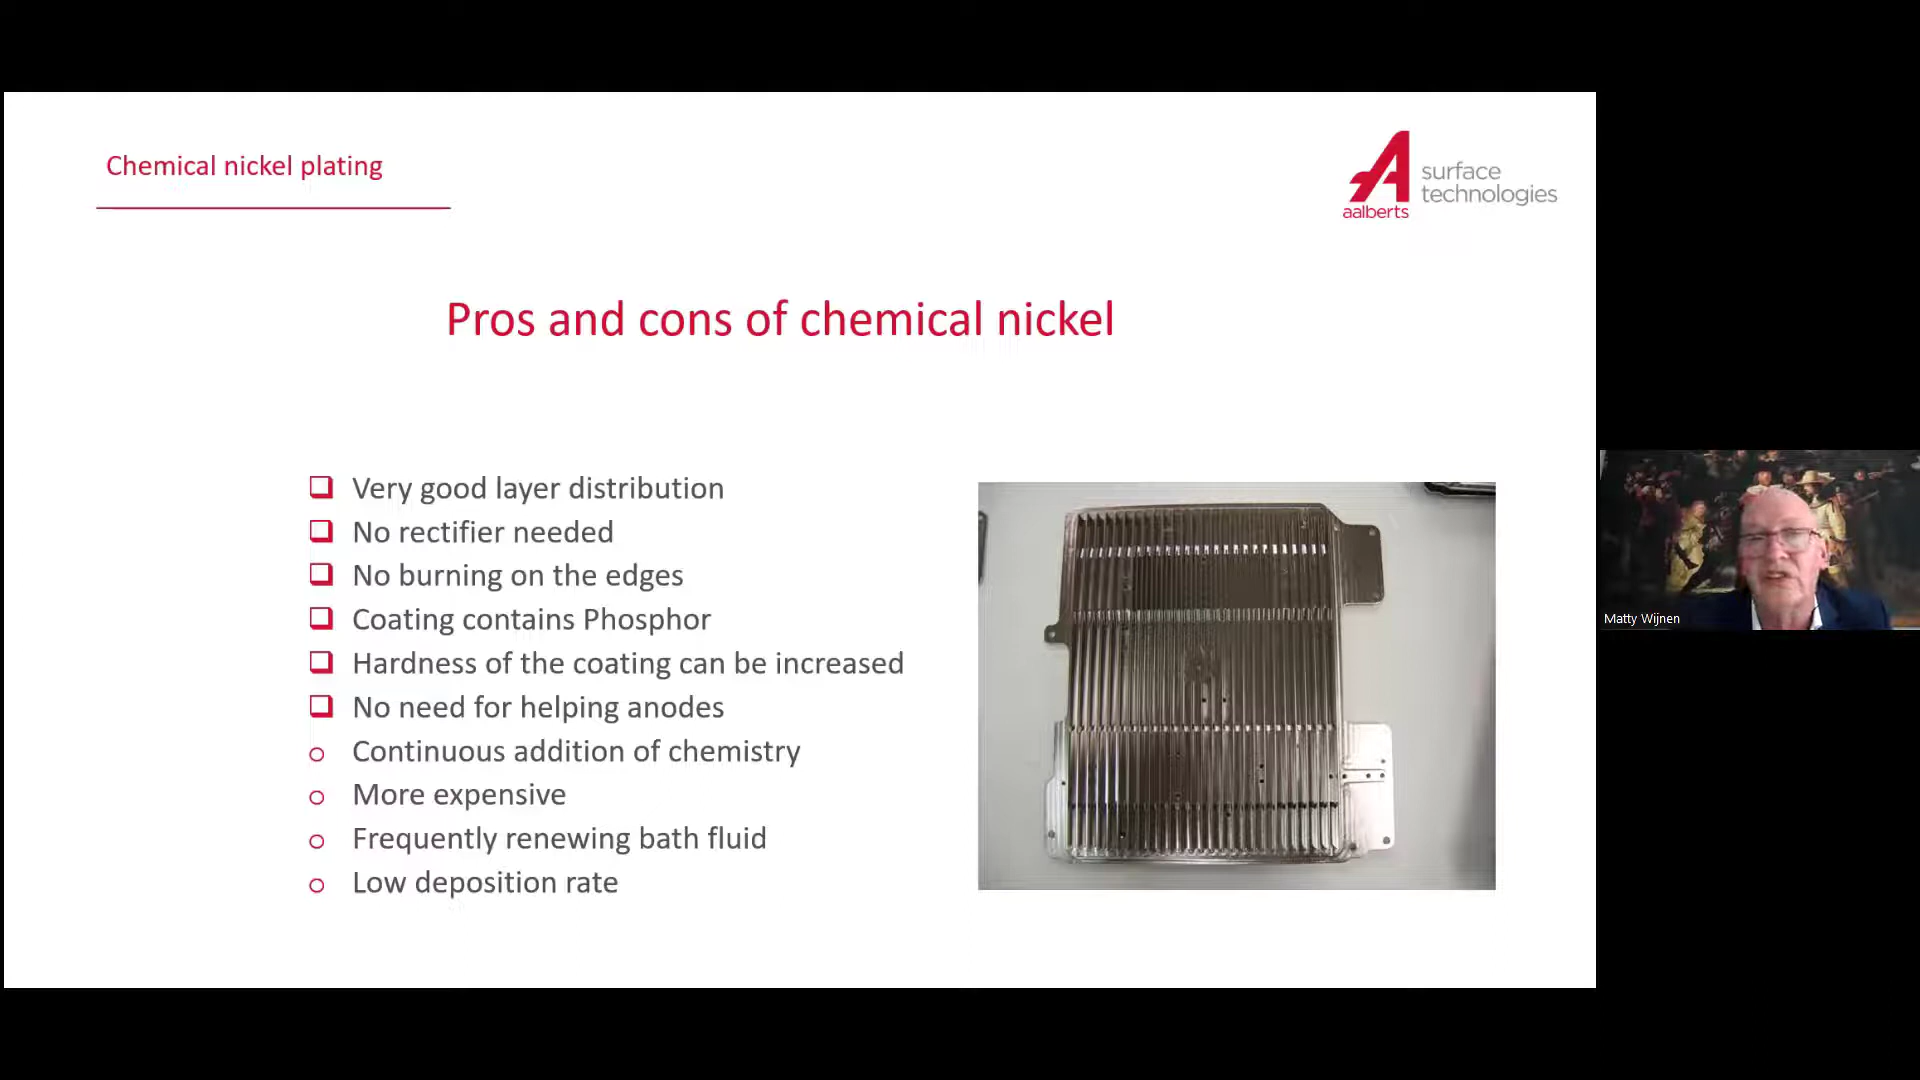 Chemical nickel plating
surface
technologies
aalberts
Pros and cons of chemical nickel
Very good layer distribution
No rectifier needed
No burning on the edges
Coating contains Phosphor
Hardness of the coating can be increased
No need for helping anodes
Continuous addition of chemistry
More expensive
Frequently renewing bath fluid
Low deposition rate
Matty Wijnen